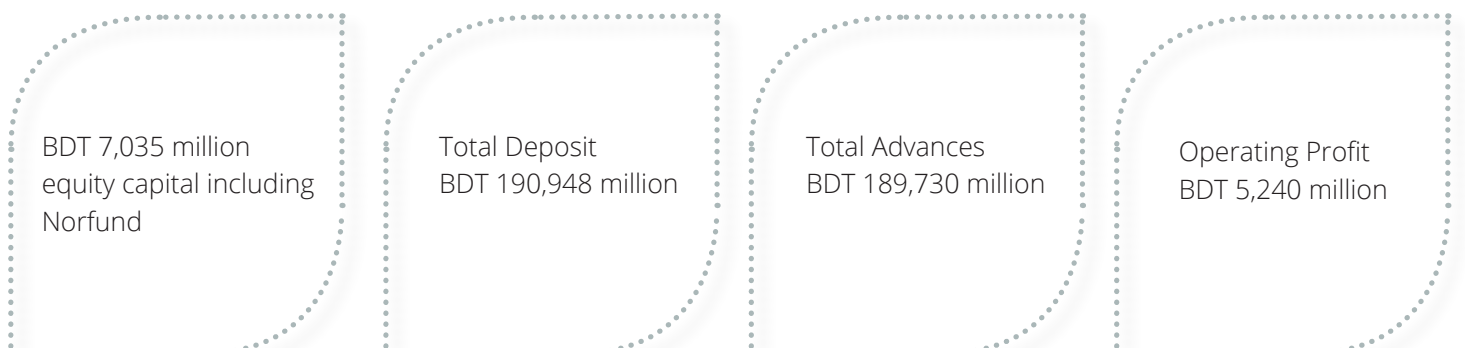 BDT 7,035 million
equity capital including
Norfund
Total Deposit
BDT 190,948 million
Total Advances
BDT 189,730 million
Operating Profit
BDT 5,240 million